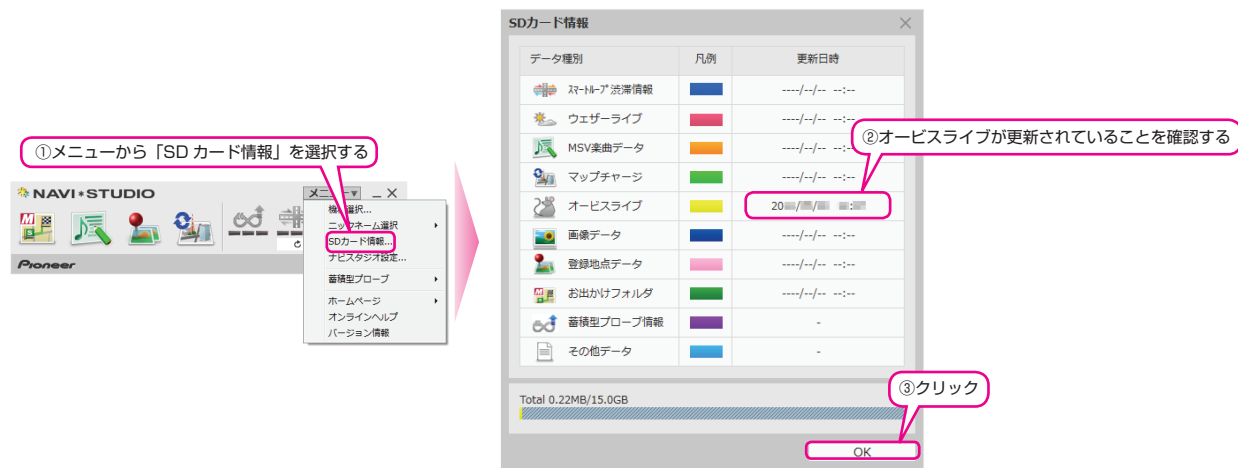 ①メニューから「SD カード情報」を選択する
NAVI*STUDIO
メニュー▼
機種選択...
ニックネーム選択
SDカード情報...
ナビスタジオ設定...
蓄積型プローブ
ホームページ
オンラインヘルプ
バージョン情報
Pioneer
SDカード情報
データ種別 凡例 更新日時
ｽﾏｰﾄﾙｰﾌﾟ渋滞情報 ----/--/-- --:--
ウェザーライブ ----/--/-- --:--
②オービスライブが更新されていることを確認する
MSV楽曲データ ----/--/-- --:--
マップチャージ ----/--/-- --:--
オービスライブ 20
画像データ ----/--/-- --:--
登録地点データ ----/--/-- --:--
お出かけフォルダ ----/--/-- --:--
蓄積型プローブ情報 -
その他データ -
③クリック
Total 0.22MB/15.0GB
OK